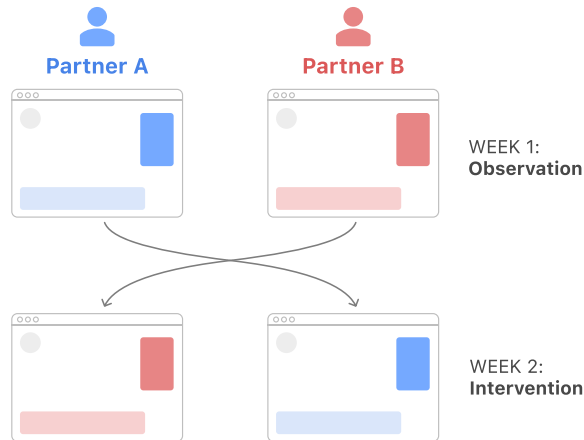 Partner A
Partner B
WEEK 1:
Observation
WEEK 2:
Intervention